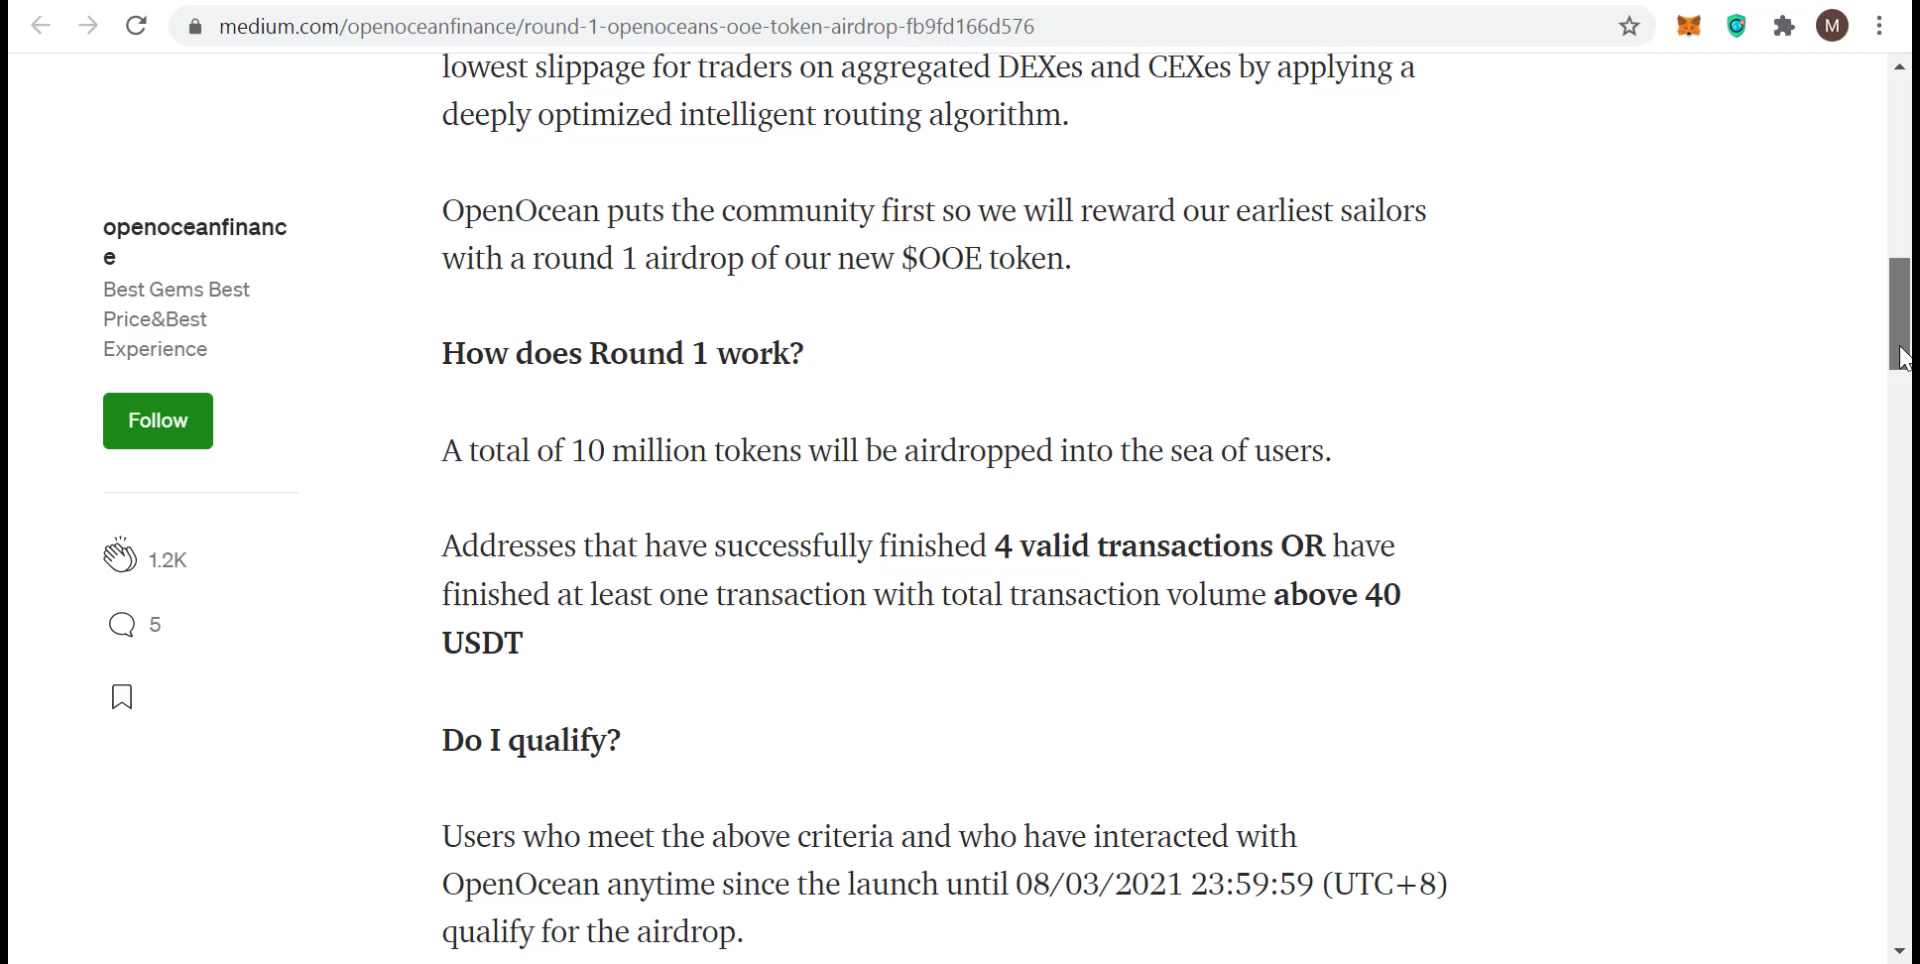 medium.com/openoceanfinance/round-1-openoceans-ooe-token-airdrop-fb9fd166d576
M
lowest slippage for traders on aggregated DEXes and CEXes by applying a
deeply optimized intelligent routing algorithm.
openoceanfinanc
e
Best Gems Best
Price&Best
Experience
Follow
1.2K
5
OpenOcean puts the community first so we will reward our earliest sailors
with a round 1 airdrop of our new $OOE token.
How does Round 1 work?
A total of 10 million tokens will be airdropped into the sea of users.
Addresses that have successfully finished 4 valid transactions OR have
finished at least one transaction with total transaction volume above 40
USDT
Do I qualify?
Users who meet the above criteria and who have interacted with
OpenOcean anytime since the launch until 08/03/2021 23:59:59 (UTC+8)
qualify for the airdrop.